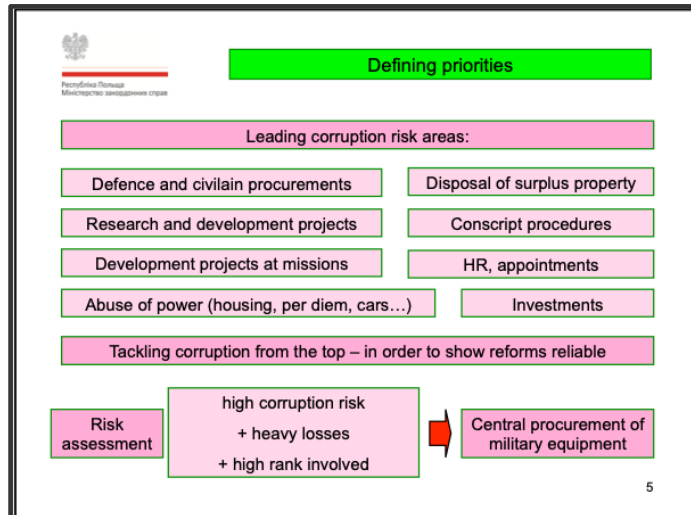 Республіка Польща
Міністерство закордонних справ
Defining priorities
Leading corruption risk areas:
Defence and civilain procurements
Disposal of surplus property
Research and development projects
Conscript procedures
Development projects at missions
HR, appointments
Abuse of power (housing, per diem, cars…)
Investments
Tackling corruption from the top – in order to show reforms reliable
Risk
assessment
high corruption risk
+ heavy losses
+ high rank involved
Central procurement of
military equipment
5